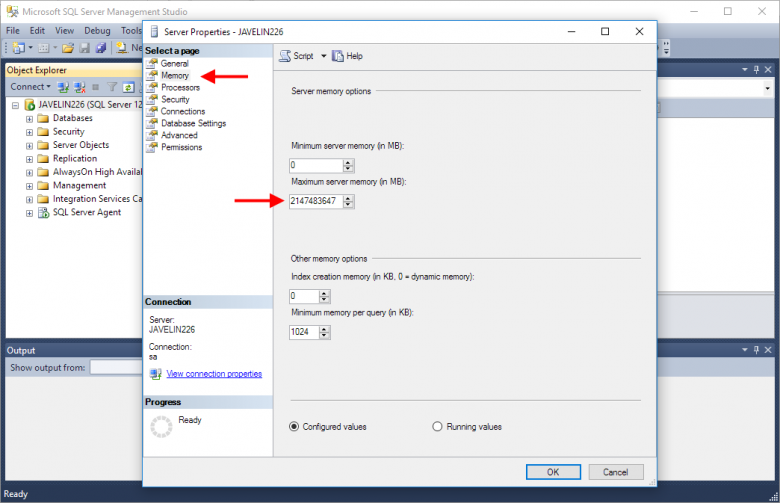 Microsoft SQL Server Management Studio
File Edit View Debug Tools
Ne
Object Explorer
Connect
JAVELIN226 (SQL Server 12
Databases
Security
Server Objects
Replication
AlwaysOn High Availa
Management
Integration Services Ca
SQL Server Agent
Output
Show output from:
Ready
Server Properties - JAVELIN226
Select a page
General
Memory
Processors
Security
Connections
Database Settings
Advanced
Permissions
Connection
Server:
JAVELIN226
Connection:
sa
View connection properties
Progress
Ready
Script Help
Server memory options
Minimum server memory (in MB):
0
Maximum server memory (in MB):
2147483647
Other memory options
Index creation memory (in KB, 0 = dynamic memory):
0
Minimum memory per query (in KB):
1024
Configured values Running values
OK Cancel